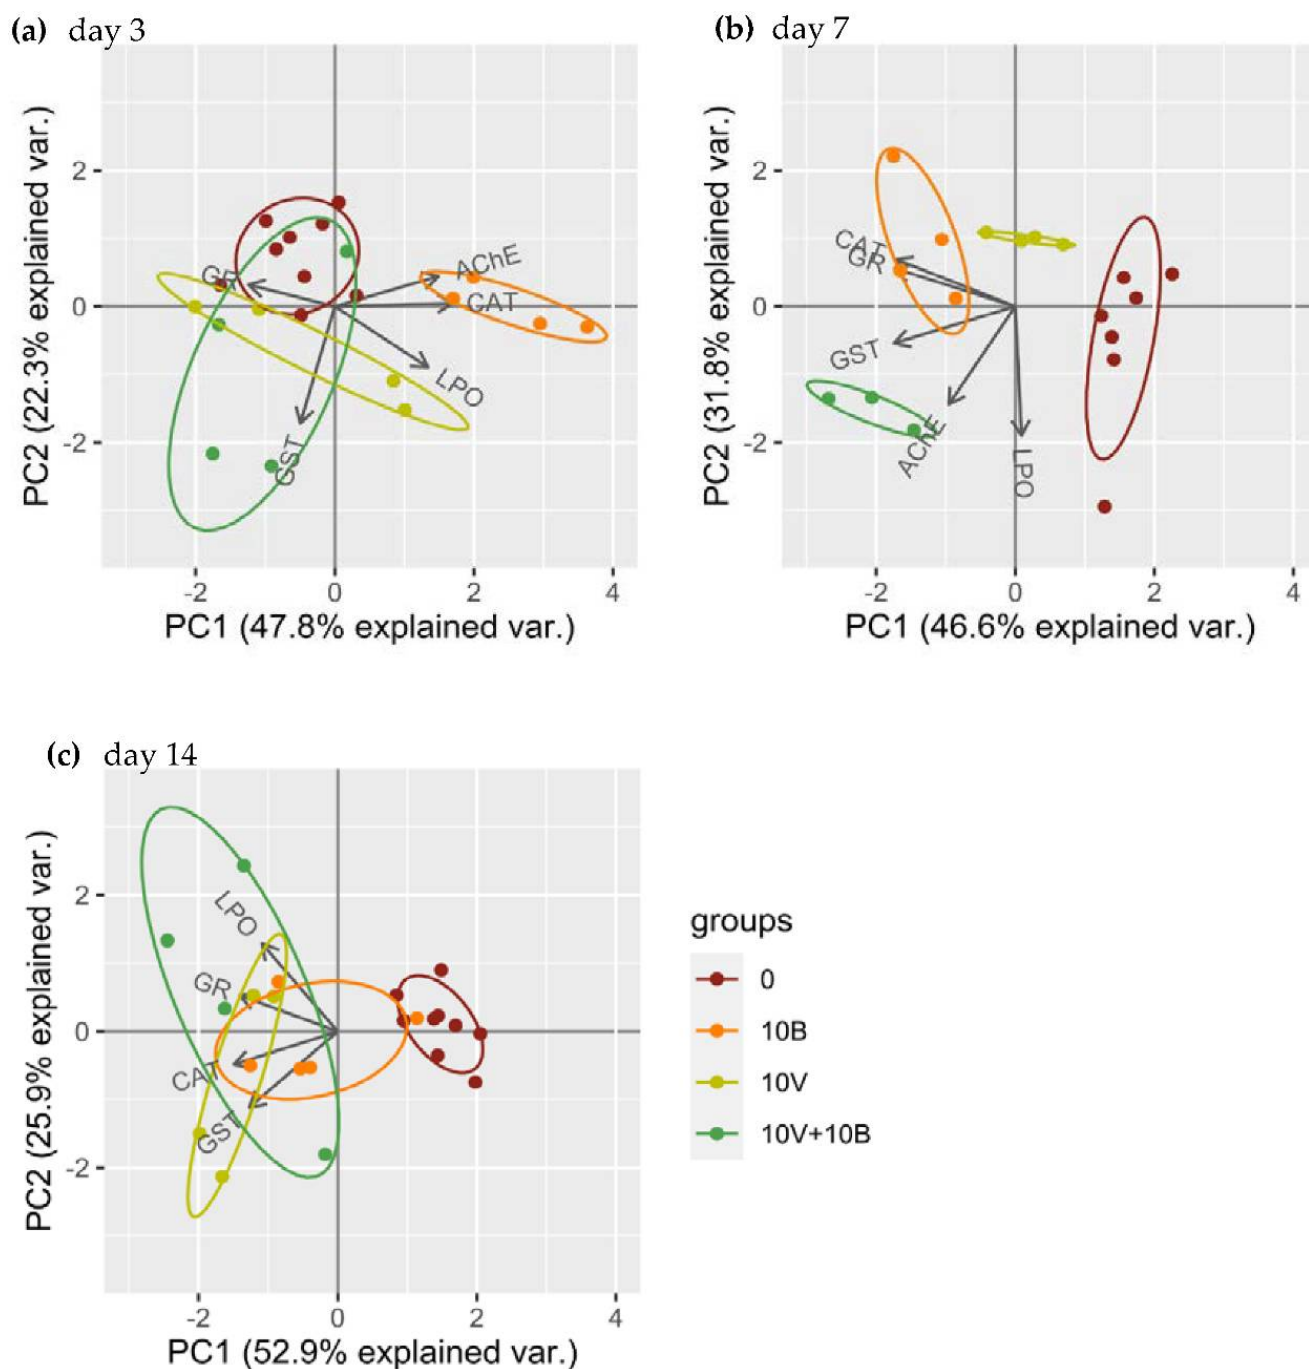 (a) day 3
PC2 (22.3% explained var.)
2
0
-2
GR
AChE
CAT
LPO
GST
-2
0
2
4
PC1 (47.8% explained var.)
(b) day 7
PC2 (31.8% explained var.)
2
0
-2
CAT
GR
GST
AChE
LPO
-2
0
2
4
PC1 (46.6% explained var.)
(c) day 14
PC2 (25.9% explained var.)
2
0
-2
LPO
GR
CAT
GST
-2
0
2
4
PC1 (52.9% explained var.)
groups
0
10B
10V
10V+10B